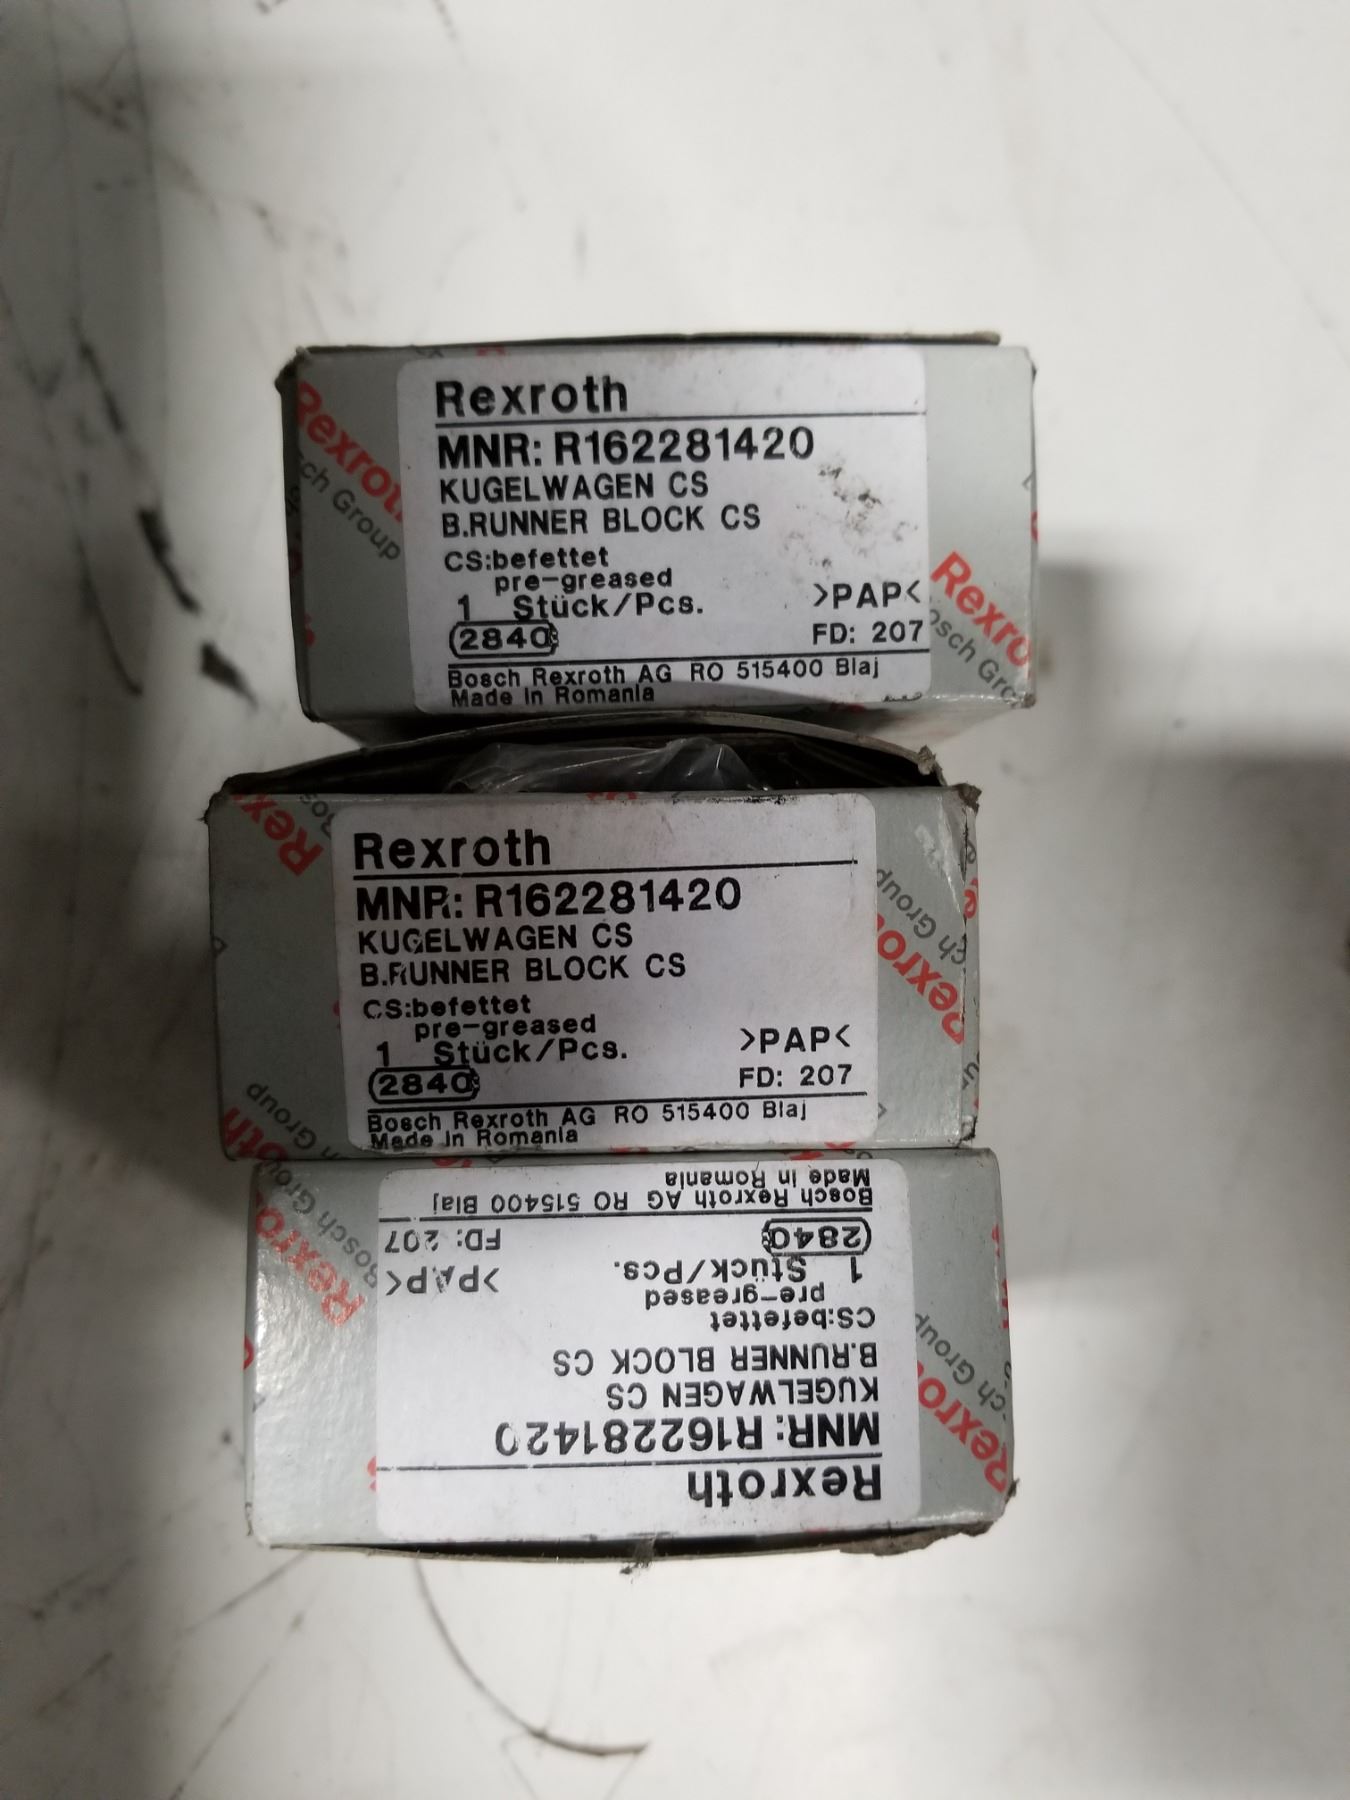 Rexroth
MNR: R162281420
KUGELWAGEN CS
B.RUNNER BLOCK CS
CS:befettet
pre-greased
1 Stück/Pcs.
>PAP<
2840
FD: 207
Bosch Rexroth AG RO 515400 Blaj
Made in Romania
Rexroth
MNR: R162281420
KUGELWAGEN CS
B.RUNNER BLOCK CS
CS:befettet
pre-greased
1 Stück/Pcs.
>PAP<
2840
FD: 207
Bosch Rexroth AG RO 515400 Blaj
Made in Romania
Rexroth
MNR: R162281420
KUGELWAGEN CS
B.RUNNER BLOCK CS
CS:befettet
pre-greased
1 Stück/Pcs.
>PAP<
2840
FD: 207
Bosch Rexroth AG RO 515400 Blaj
Made in Romania